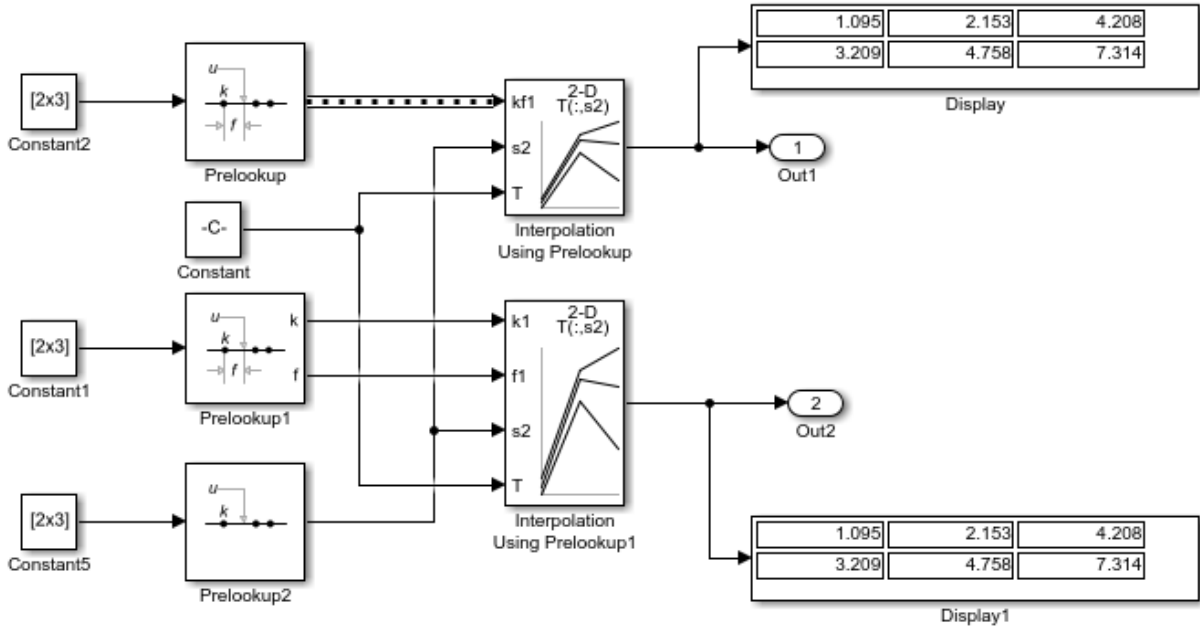 [2x3]
Constant2
u
k
f
Prelookup
-C-
Constant
[2x3]
Constant1
u
k
f
k
f
Prelookup1
[2x3]
Constant5
u
k
Prelookup2
kf1
s2
T
2-D
T(:,s2)
Interpolation
Using Prelookup
k1
f1
s2
T
2-D
T(:,s2)
Interpolation
Using Prelookup1
1.095 2.153 4.208
3.209 4.758 7.314
Display
1
Out1
2
Out2
1.095 2.153 4.208
3.209 4.758 7.314
Display1